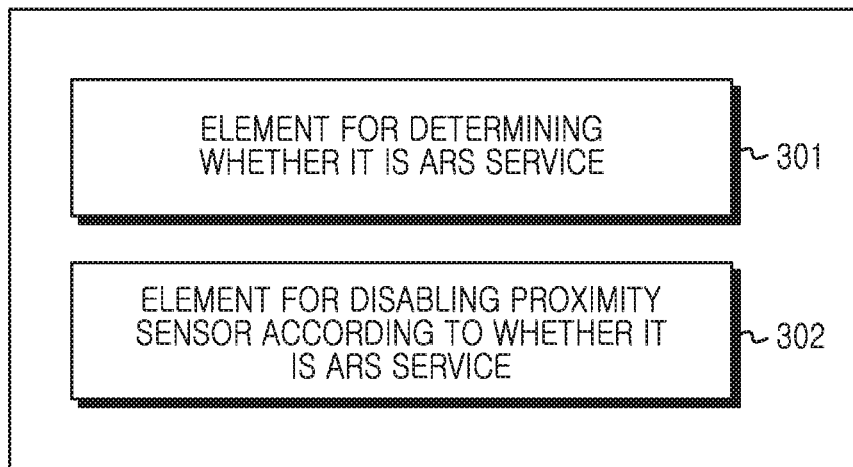 ELEMENT FOR DETERMINING
WHETHER IT IS ARS SERVICE
301
ELEMENT FOR DISABLING PROXIMITY
SENSOR ACCORDING TO WHETHER IT
IS ARS SERVICE
302